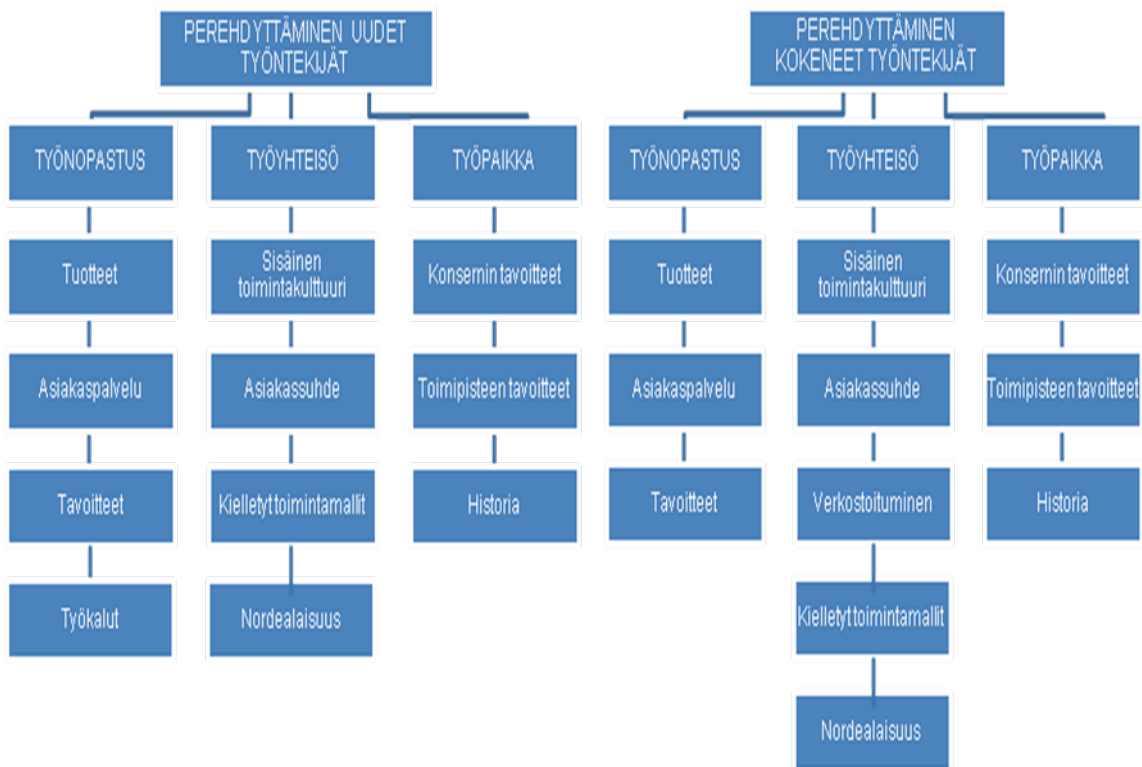 PEREHDYTTÄMINEN UUDET
TYÖNTEKIJÄT
TYÖNOPASTUS
Tuotteet
Asiakaspalvelu
Tavoitteet
Työkalut
TYÖYHTEISÖ
Sisäinen
toimintakulttuuri
Asiakassuhde
Kielletyt toimintamallit
Nordealaisuus
TYÖPAIKKA
Konsernin tavoitteet
Toimipisteen tavoitteet
Historia
PEREHDYTTÄMINEN
KOKENEET TYÖNTEKIJÄT
TYÖNOPASTUS
Tuotteet
Asiakaspalvelu
Tavoitteet
TYÖYHTEISÖ
Sisäinen
toimintakulttuuri
Asiakassuhde
Verkostoituminen
Kielletyt toimintamallit
Nordealaisuus
TYÖPAIKKA
Konsernin tavoitteet
Toimipisteen tavoitteet
Historia